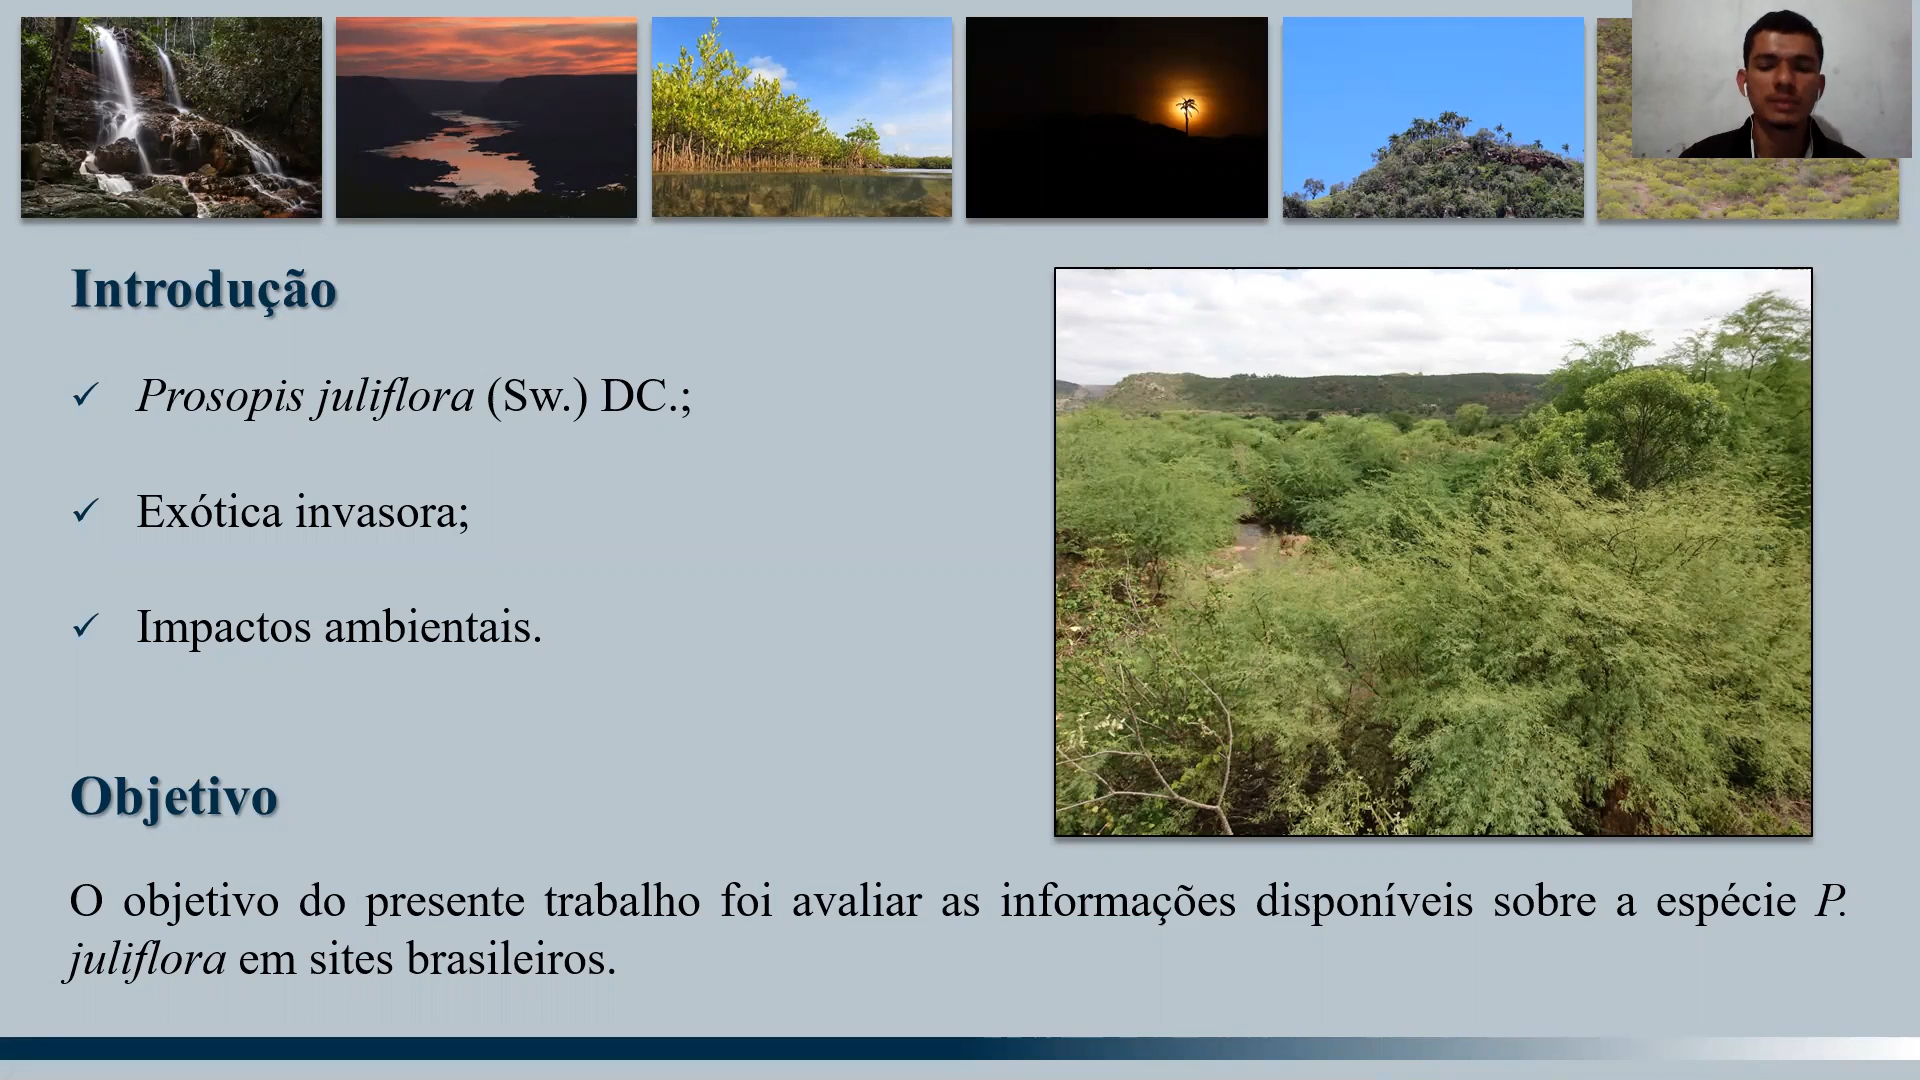 Introdução
✓ Prosopis juliflora (Sw.) DC.;
✓ Exótica invasora;
✓ Impactos ambientais.
Objetivo
O objetivo do presente trabalho foi avaliar as informações disponíveis sobre a espécie P.
juliflora em sites brasileiros.